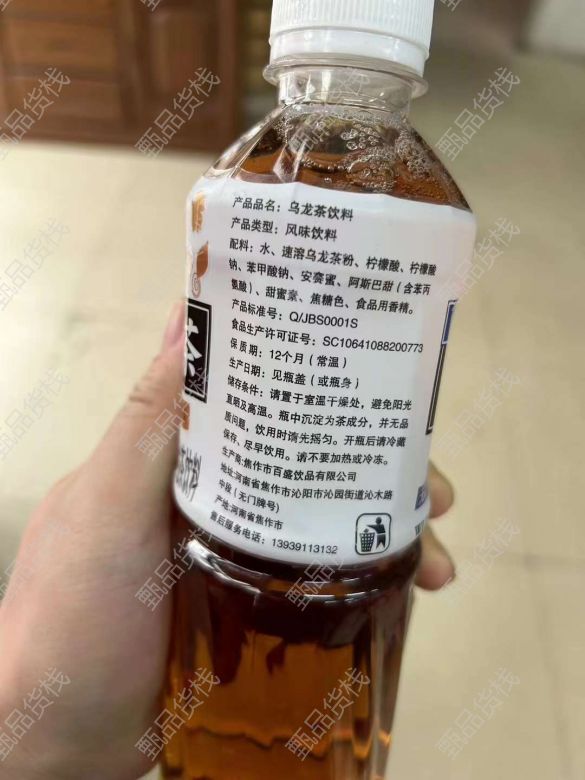 产品品名：乌龙茶饮料
产品类型：风味饮料
配料：水、速溶乌龙茶粉、柠檬酸、柠檬酸
钠、苯甲酸钠、安赛蜜、阿斯巴甜（含苯丙
氨酸）、甜蜜素、焦糖色、食品用香精。
产品标准号：Q/JBS0001S
食品生产许可证号：SC10641088200773
保质期：12个月（常温）
生产日期：见瓶盖（或瓶身）
储存条件：请置于室温干燥处，避免阳光
直晒及高温。瓶中沉淀为茶成分，并无品
质问题，饮用时请先摇匀。开瓶后请冷藏
保存、尽早饮用。请不要加热或冷冻。
生产商:焦作市百盛饮品有限公司
地址:河南省焦作市沁阳市沁园街道沁木路
中段（无门牌号）
产地:河南省焦作市
售后服务电话：13939113132
茶
甄品货栈